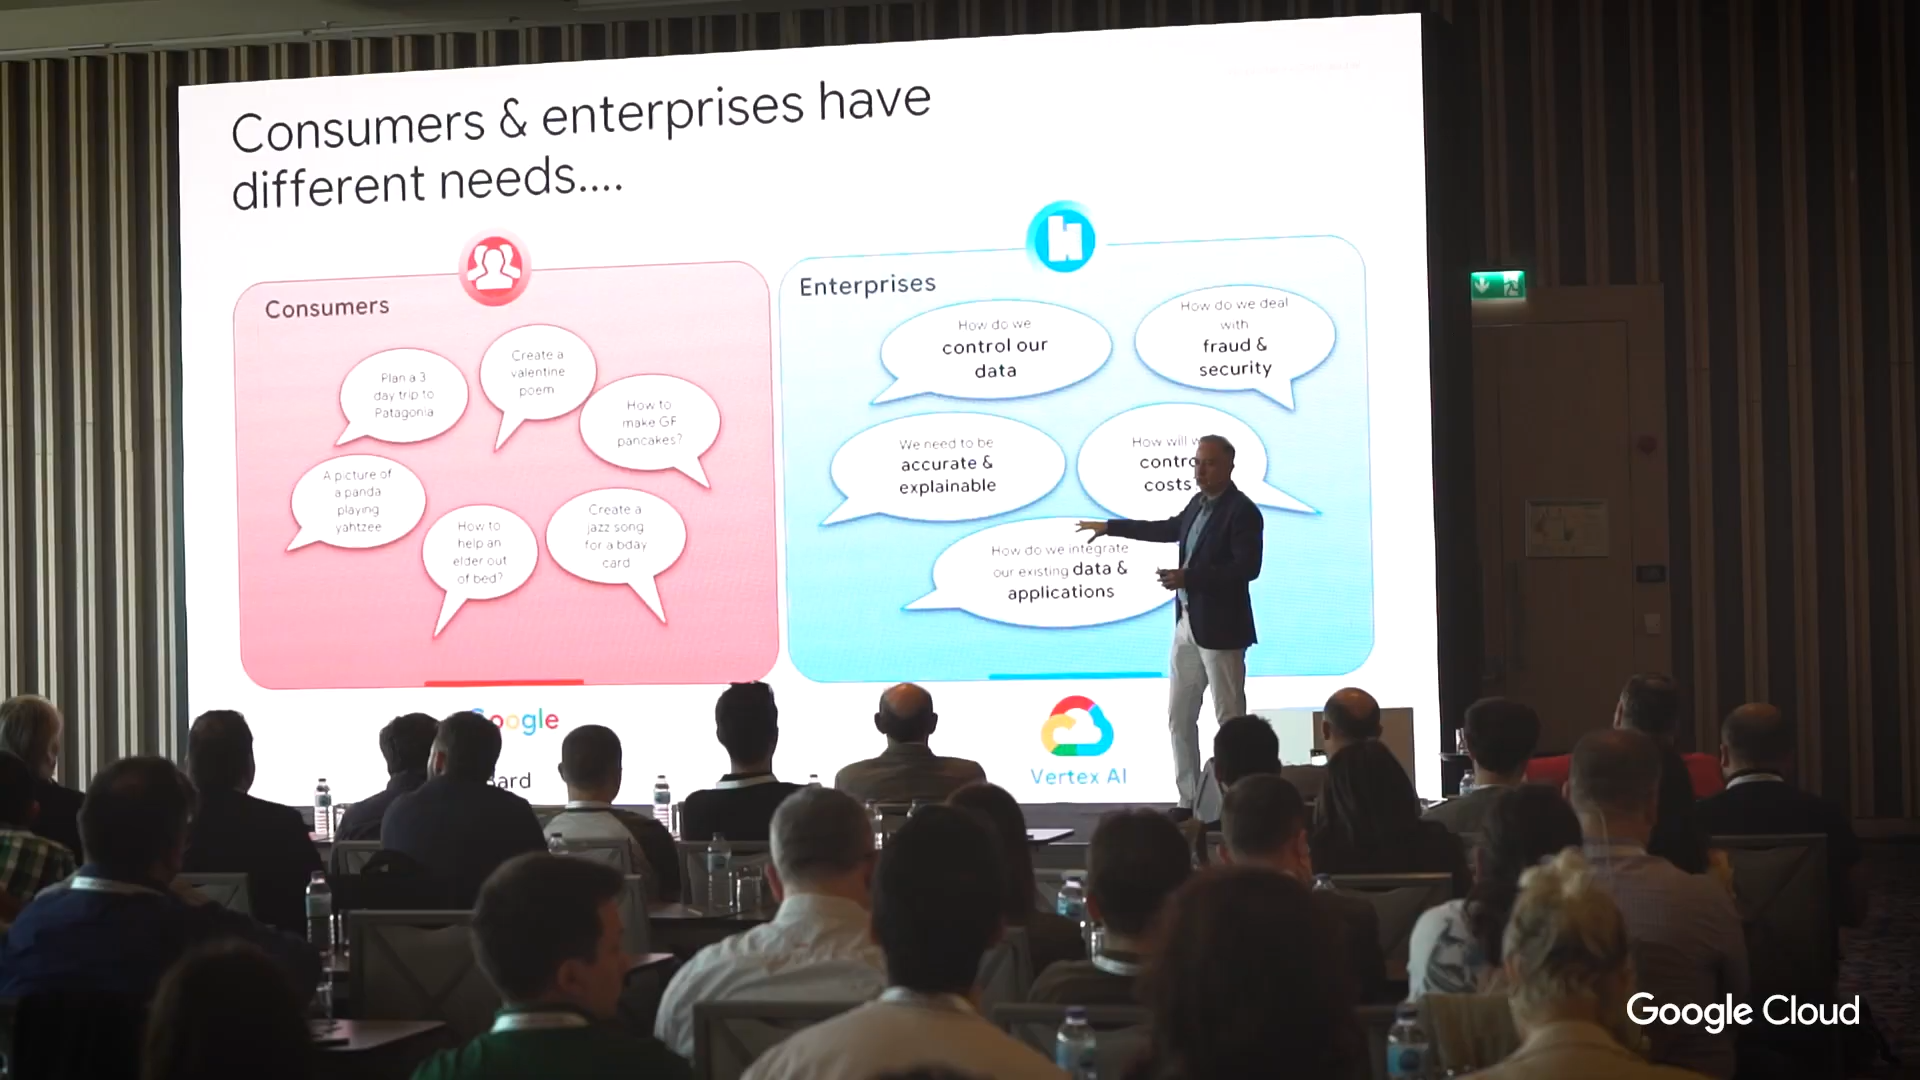 Consumers & enterprises have
different needs....
Consumers
Plan a 3
day trip to
Patagonia
Create a
valentine
poem
How to
make GF
pancakes?
A picture of
a panda
playing
yahtzee
How to
help an
elder out
of bed?
Create a
jazz song
for a bday
card
Google
ard
Enterprises
How do we
control our
data
How do we deal
with
fraud &
security
We need to be
accurate &
explainable
How will w
contro
costs
How do we integrate
our existing data &
applications
Vertex AI
Google Cloud